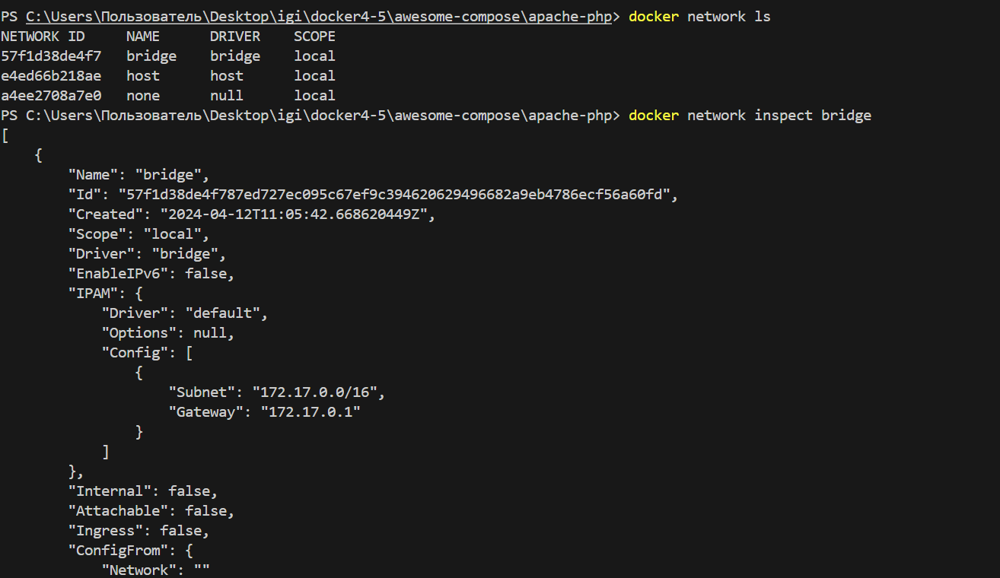 PS C:\Users\Пользователь\Desktop\igi\docker4-5\awesome-compose\apache-php> docker network ls
NETWORK ID     NAME      DRIVER    SCOPE
57f1d38de4f7   bridge    bridge    local
e4ed66b218ae   host      host      local
a4ee2708a7e0   none      null      local
PS C:\Users\Пользователь\Desktop\igi\docker4-5\awesome-compose\apache-php> docker network inspect bridge
[
    {
        "Name": "bridge",
        "Id": "57f1d38de4f787ed727ec095c67ef9c394620629496682a9eb4786ecf56a60fd",
        "Created": "2024-04-12T11:05:42.668620449Z",
        "Scope": "local",
        "Driver": "bridge",
        "EnableIPv6": false,
        "IPAM": {
            "Driver": "default",
            "Options": null,
            "Config": [
                {
                    "Subnet": "172.17.0.0/16",
                    "Gateway": "172.17.0.1"
                }
            ]
        },
        "Internal": false,
        "Attachable": false,
        "Ingress": false,
        "ConfigFrom": {
            "Network": ""